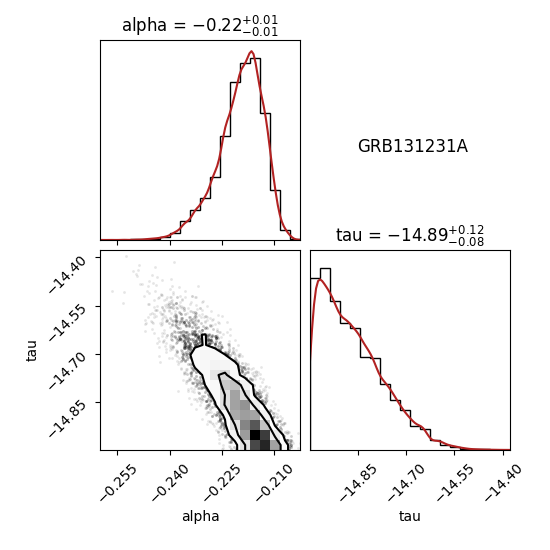 alpha = −0.22+0.01−0.01
GRB131231A
tau = −14.89+0.12−0.08
−14.40
−14.55
−14.70
−14.85
tau
−0.255
−0.240
−0.225
−0.210
alpha
−14.85
−14.70
−14.55
−14.40
tau